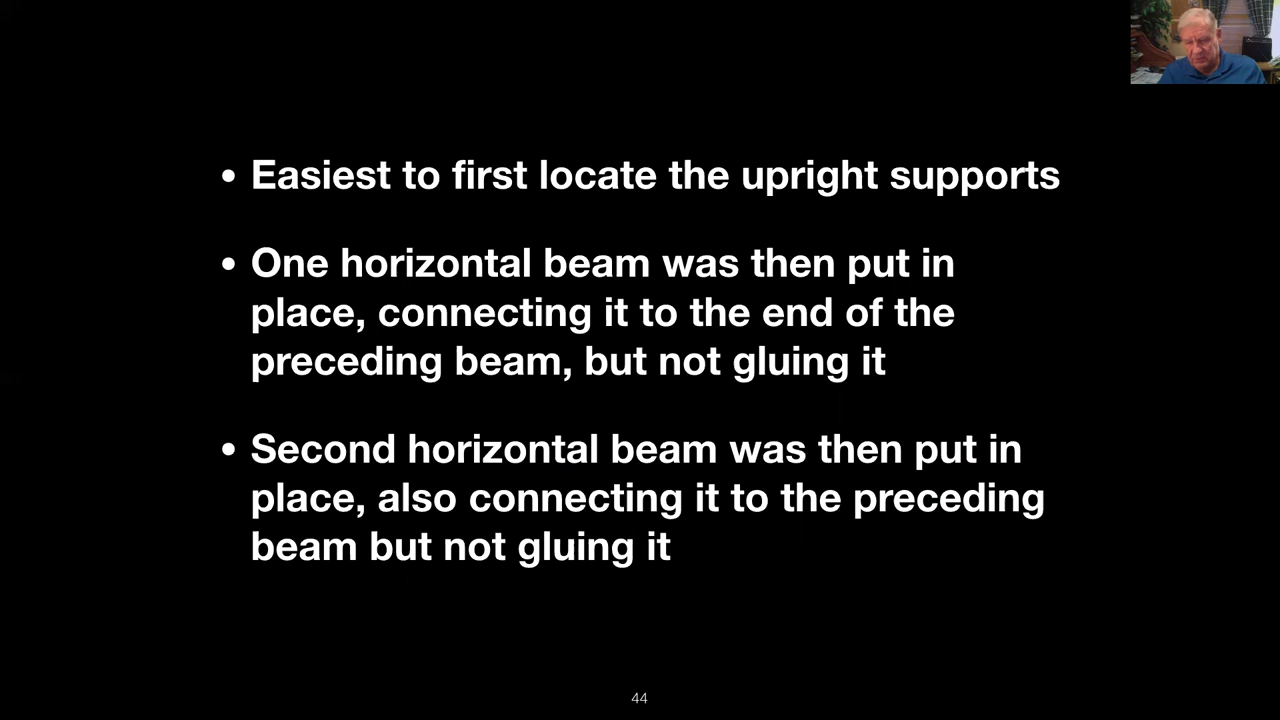 • Easiest to first locate the upright supports
• One horizontal beam was then put in
place, connecting it to the end of the
preceding beam, but not gluing it
• Second horizontal beam was then put in
place, also connecting it to the preceding
beam but not gluing it
44